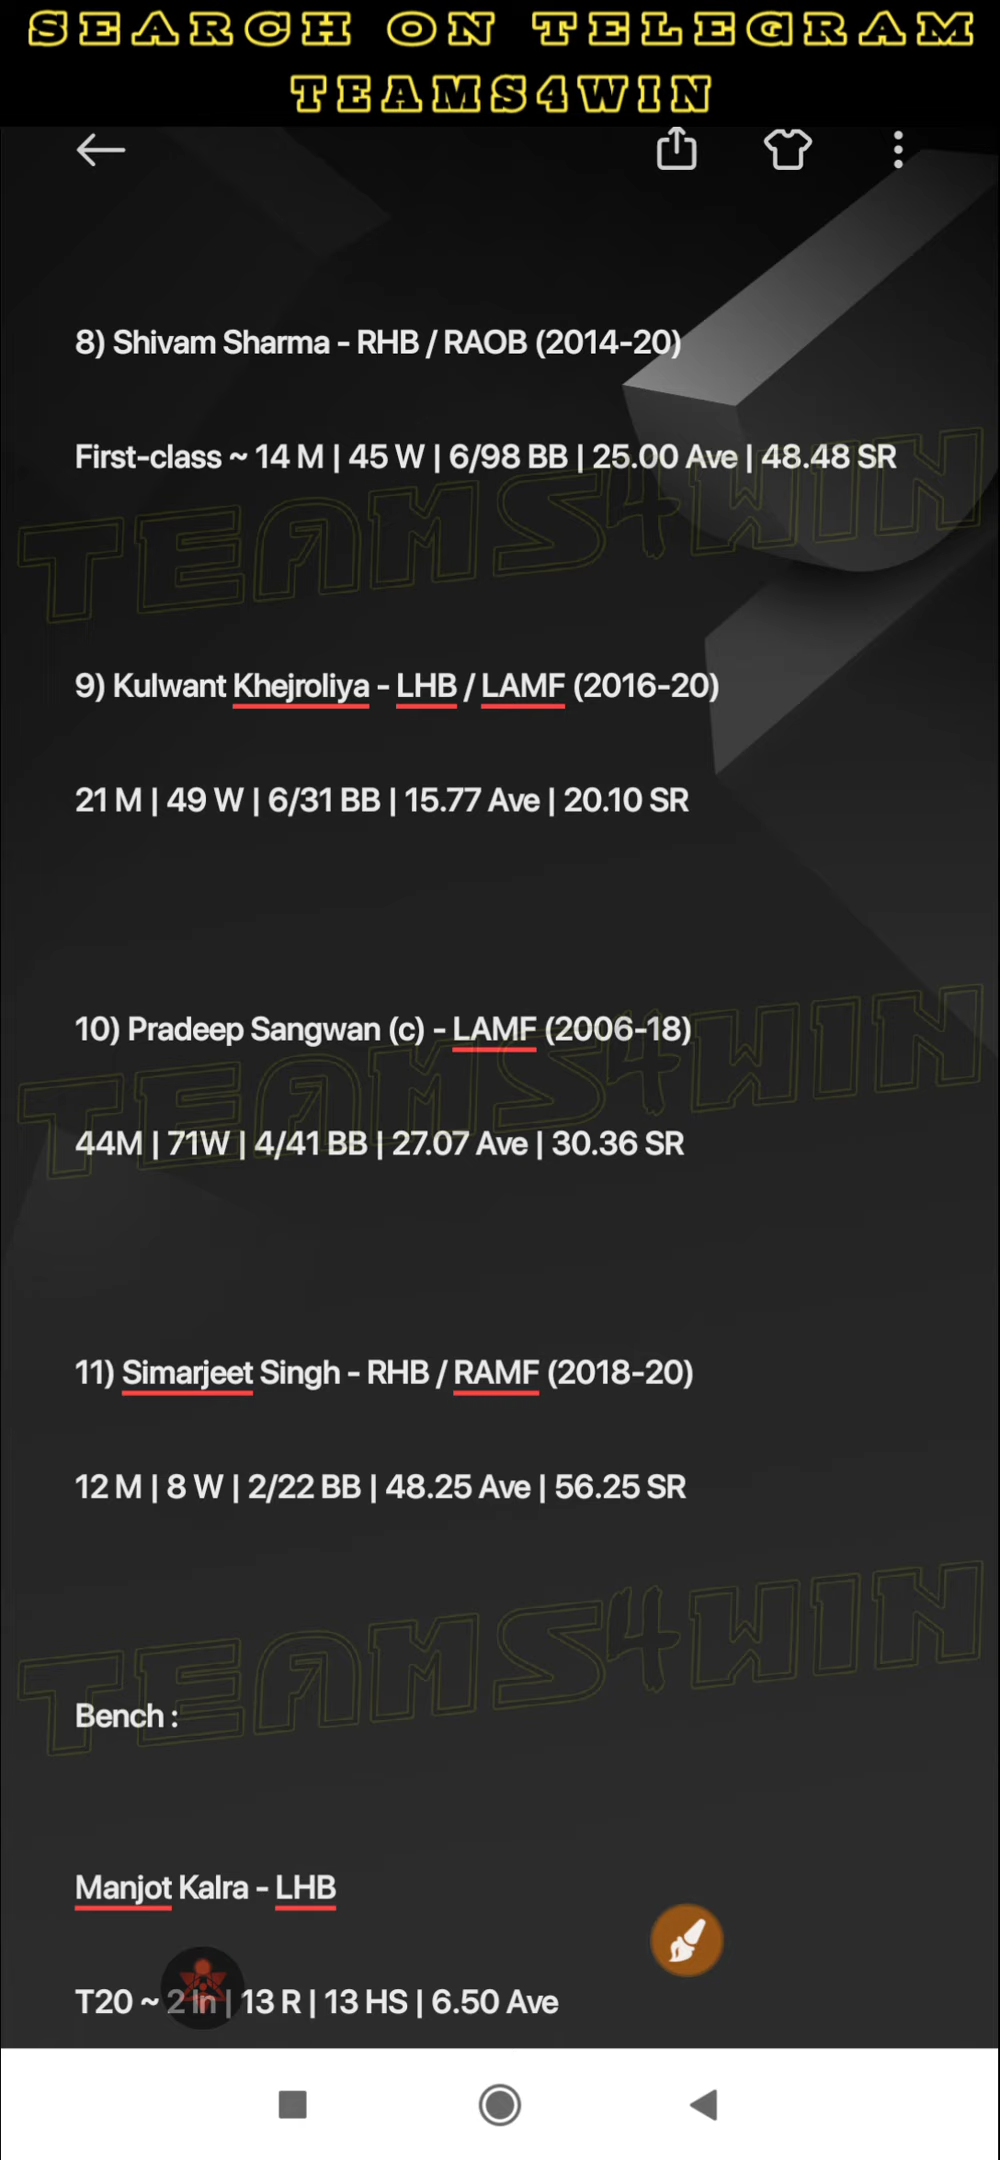 SEARCH ON TELEGRAM
TEAMS4WIN
8) Shivam Sharma - RHB / RAOB (2014-20)
First-class ~ 14 M | 45 W | 6/98 BB | 25.00 Ave | 48.48 SR
TEAMS4WIN
9) Kulwant Khejroliya - LHB / LAMF (2016-20)
21 M | 49 W | 6/31 BB | 15.77 Ave | 20.10 SR
10) Pradeep Sangwan (c) - LAMF (2006-18)
TEAMS4WIN
44M | 71W | 4/41 BB | 27.07 Ave | 30.36 SR
11) Simarjeet Singh - RHB / RAMF (2018-20)
12 M | 8 W | 2/22 BB | 48.25 Ave | 56.25 SR
TEAMS4WIN
Bench :
Manjot Kalra - LHB
T20 ~ 2 In | 13 R | 13 HS | 6.50 Ave